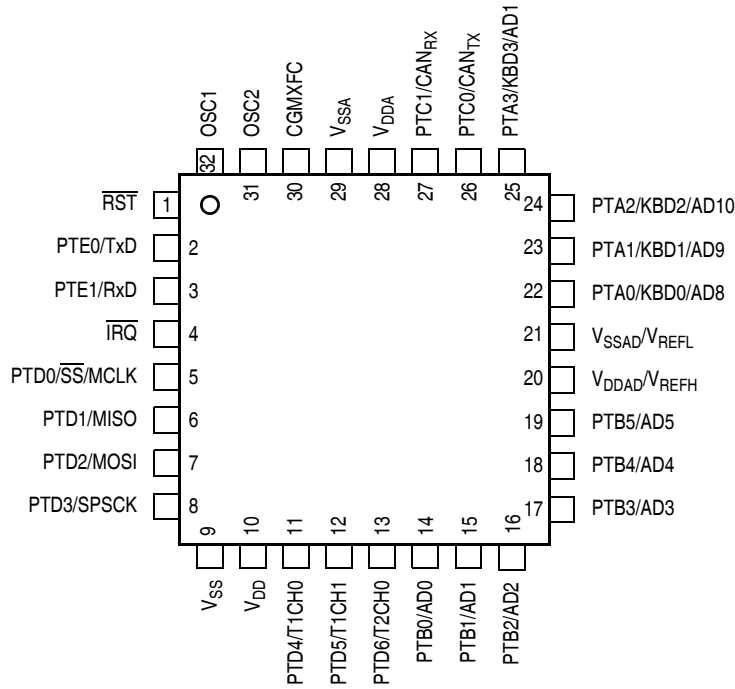 OSC1
OSC2
CGMXFC
VSSA
VDDA
PTC1/CANRX
PTC0/CANTX
PTA3/KBD3/AD1
32
31
30
29
28
27
26
25
RST
1
PTE0/TxD
2
PTE1/RxD
3
IRQ
4
PTD0/SS/MCLK
5
PTD1/MISO
6
PTD2/MOSI
7
PTD3/SPSCK
8
24
PTA2/KBD2/AD10
23
PTA1/KBD1/AD9
22
PTA0/KBD0/AD8
21
VSSAD/VREFL
20
VDDAD/VREFH
19
PTB5/AD5
18
PTB4/AD4
17
PTB3/AD3
9
10
11
12
13
14
15
16
VSS
VDD
PTD4/T1CH0
PTD5/T1CH1
PTD6/T2CH0
PTB0/AD0
PTB1/AD1
PTB2/AD2